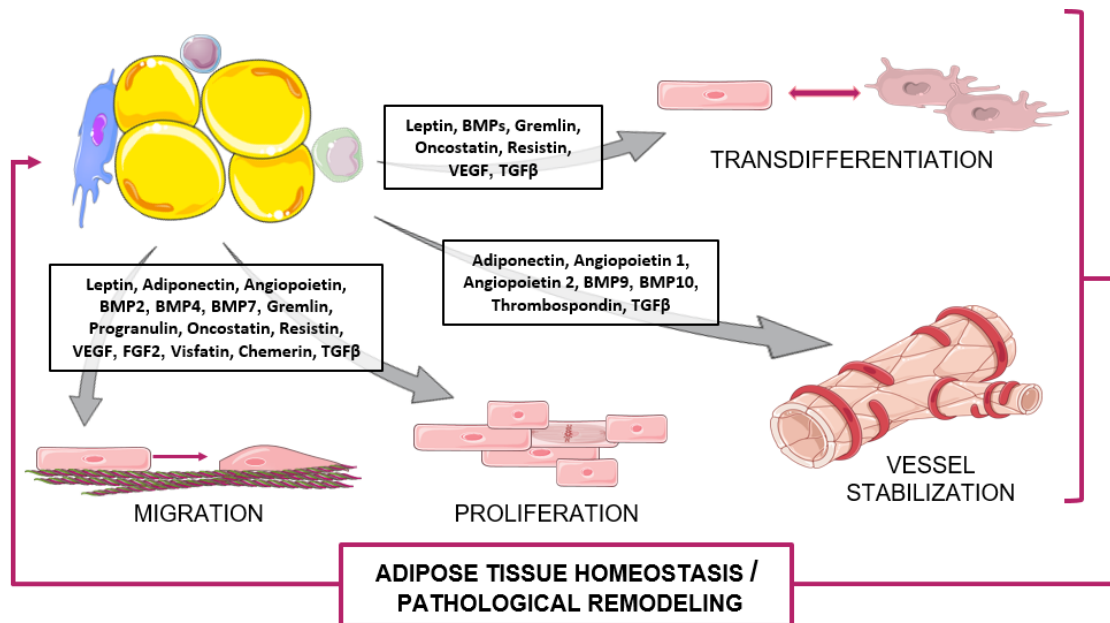 Leptin, BMPs, Gremlin,
Oncostatin, Resistin,
VEGF, TGFβ
TRANSDIFFERENTIATION
Adiponectin, Angiopoietin 1,
Angiopoietin 2, BMP9, BMP10,
Thrombospondin, TGFβ
Leptin, Adiponectin, Angiopoietin,
BMP2, BMP4, BMP7, Gremlin,
Progranulin, Oncostatin, Resistin,
VEGF, FGF2, Visfatin, Chemerin, TGFβ
VESSEL
STABILIZATION
MIGRATION
PROLIFERATION
ADIPOSE TISSUE HOMEOSTASIS /
PATHOLOGICAL REMODELING